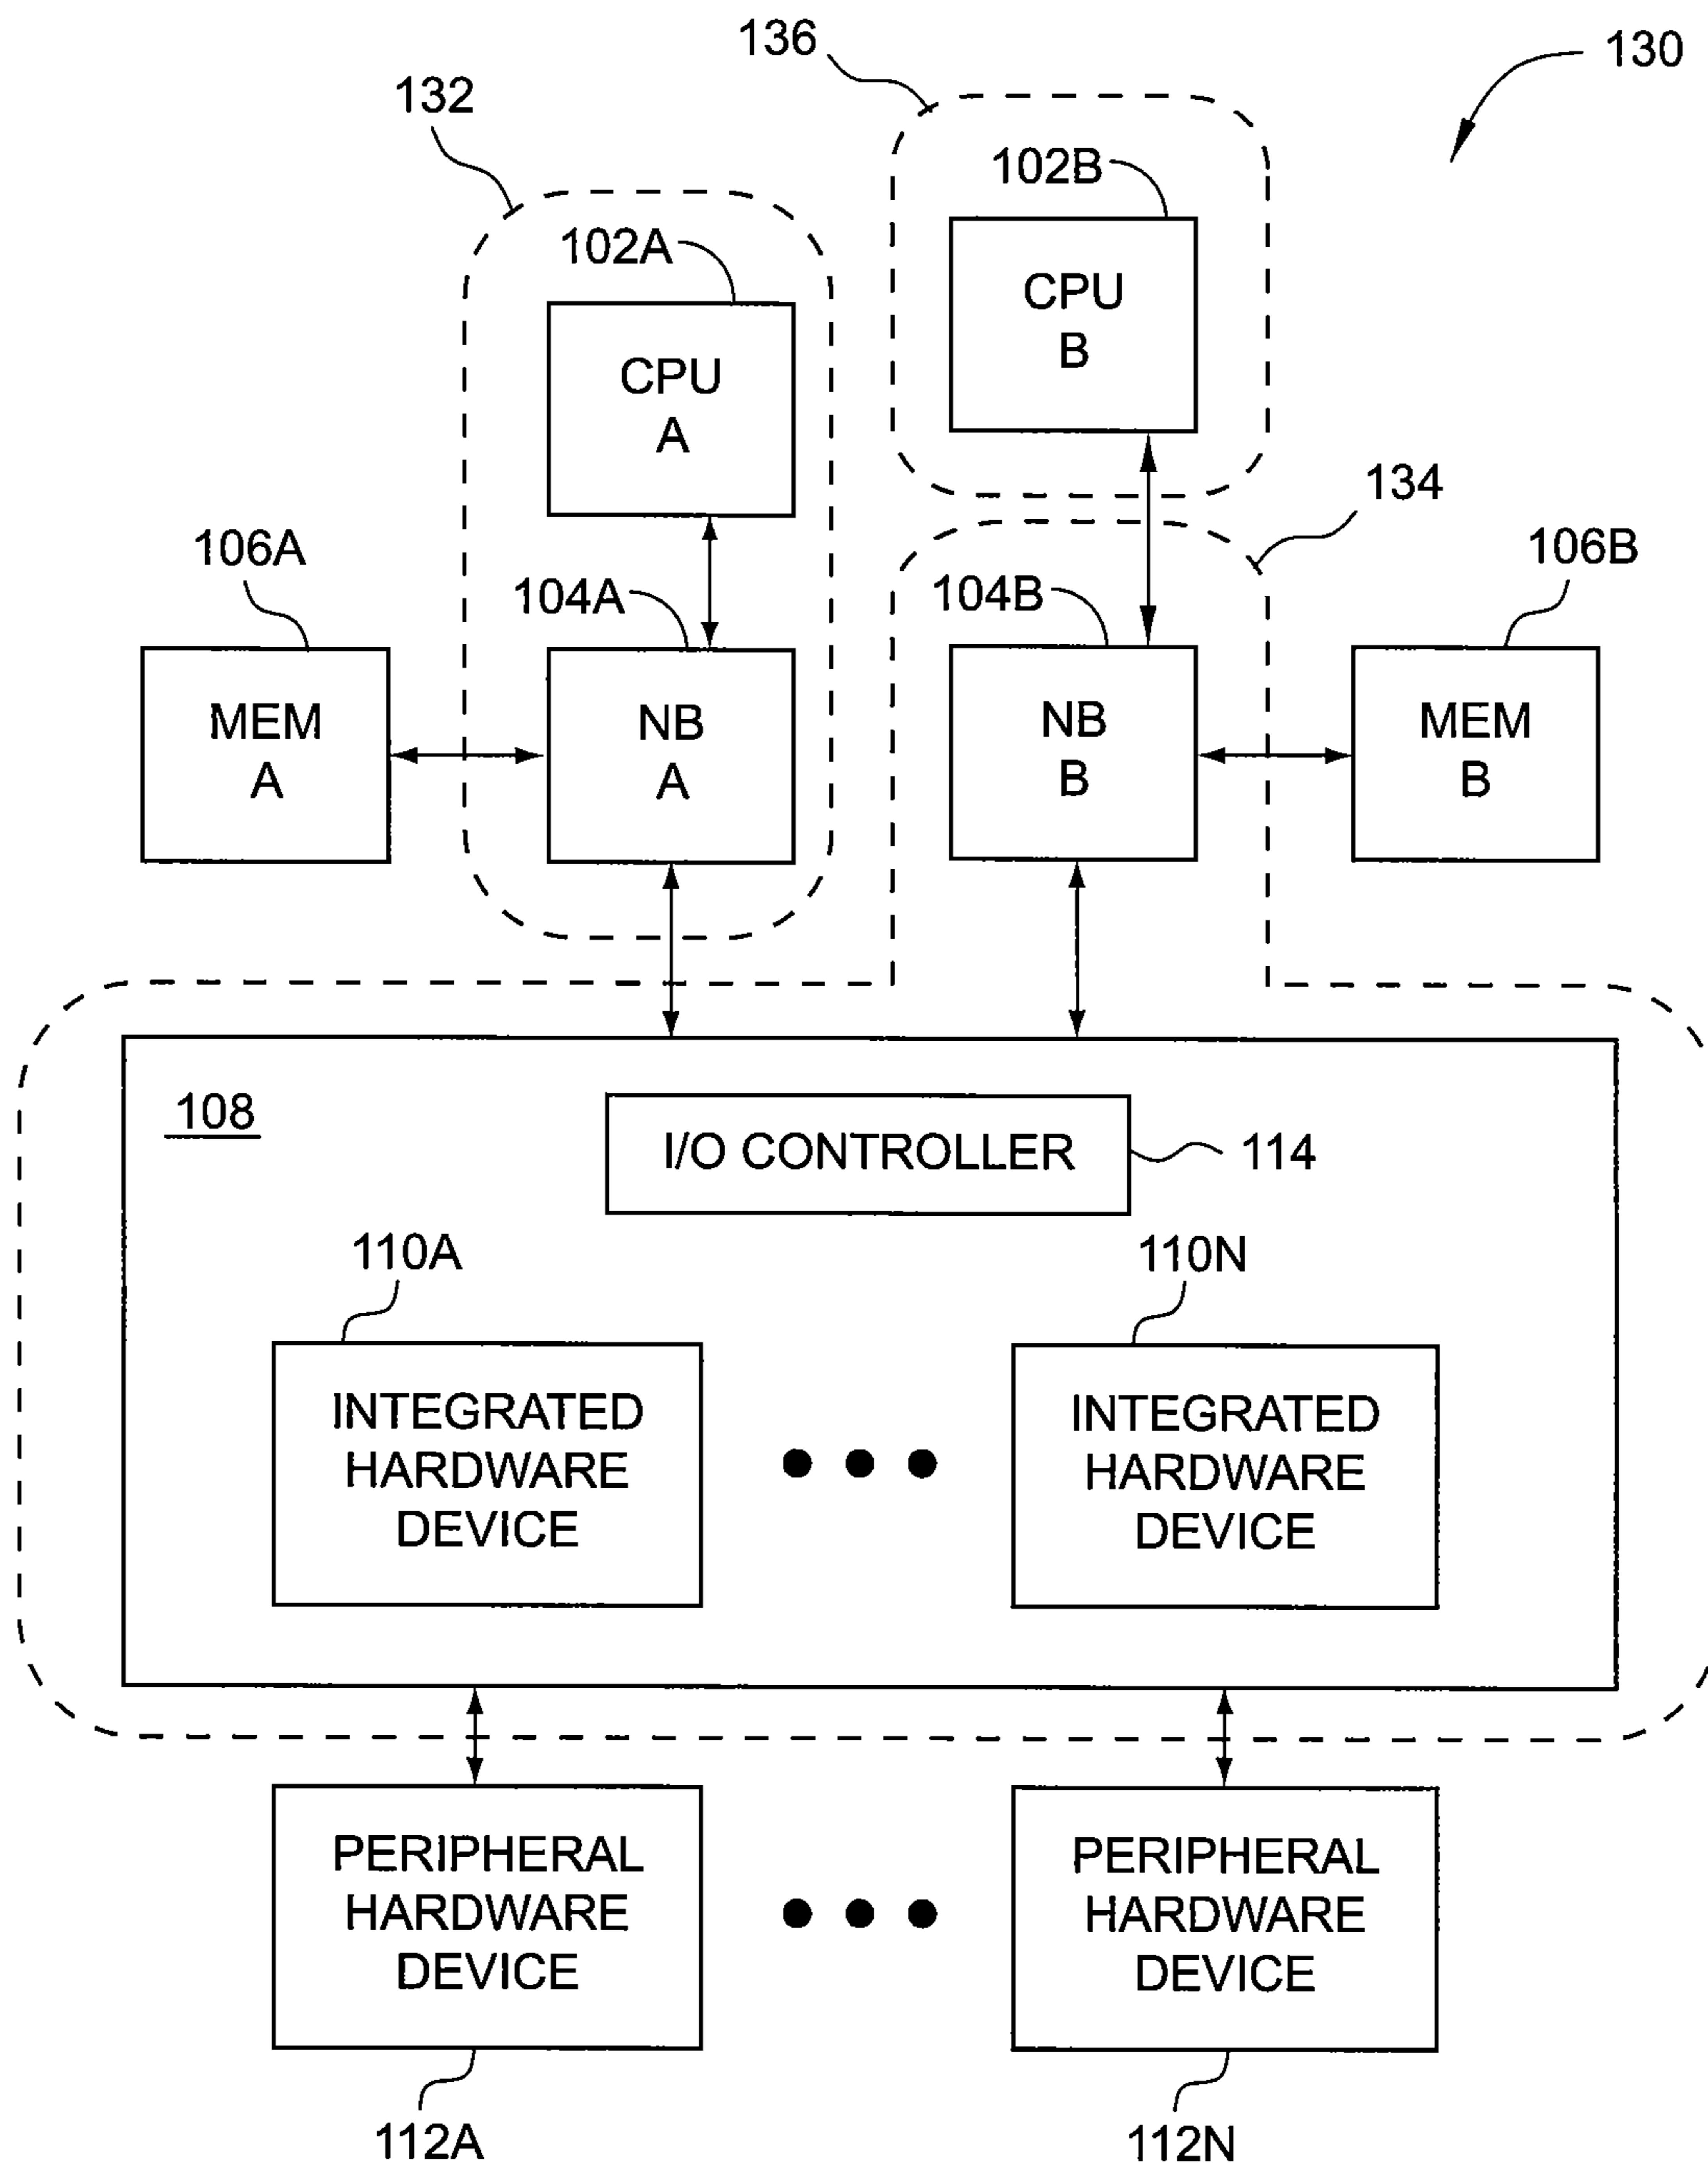 136
130
132
102B
102A
CPU
B
CPU
A
134
106A
106B
104A
104B
MEM
A
NB
A
NB
B
MEM
B
108
I/O CONTROLLER
114
110A
110N
INTEGRATED
HARDWARE
DEVICE
INTEGRATED
HARDWARE
DEVICE
PERIPHERAL
HARDWARE
DEVICE
PERIPHERAL
HARDWARE
DEVICE
112A
112N